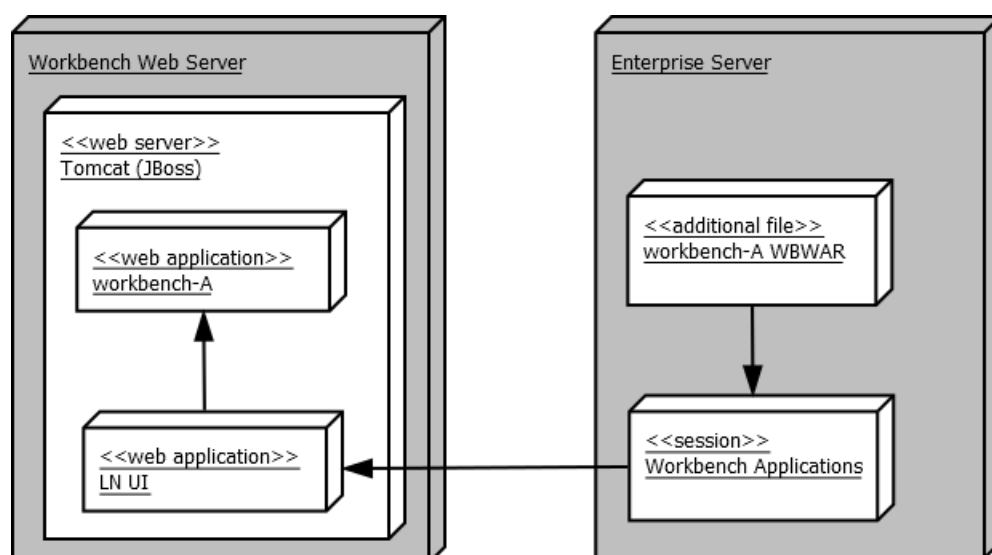 Workbench Web Server
<<web server>>
Tomcat (JBoss)
<<web application>>
workbench-A
<<web application>>
LN UI
Enterprise Server
<<additional file>>
workbench-A WBWAR
<<session>>
Workbench Applications